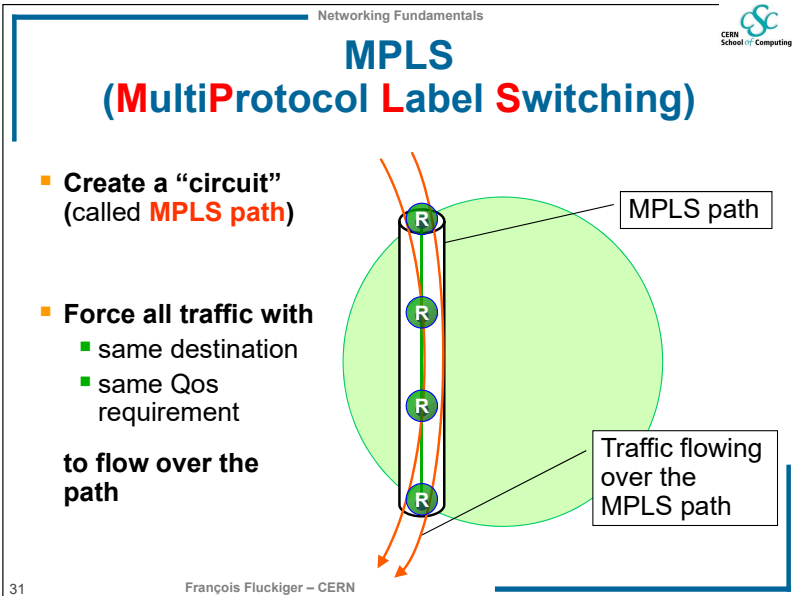 Networking Fundamentals
CERN
School of Computing
CSC
MPLS
(MultiProtocol Label Switching)
Create a “circuit”
(called MPLS path)
Force all traffic with
same destination
same Qos
requirement
to flow over the
path
R
R
R
R
MPLS path
Traffic flowing
over the
MPLS path
31
François Fluckiger – CERN